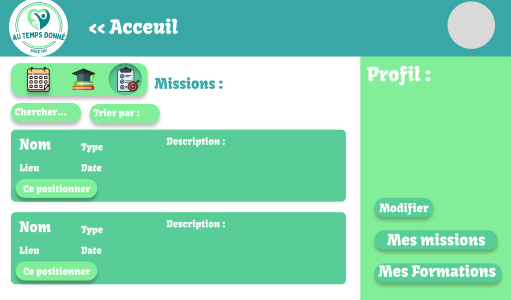 AU TEMPS DONNÉ
SINCE 1987
<< Acceuil
Missions :
Chercher...
Trier par :
Nom
Type
Description :
Lieu
Date
Ce positionner
Nom
Type
Description :
Lieu
Date
Ce positionner
Profil :
Modifier
Mes missions
Mes Formations